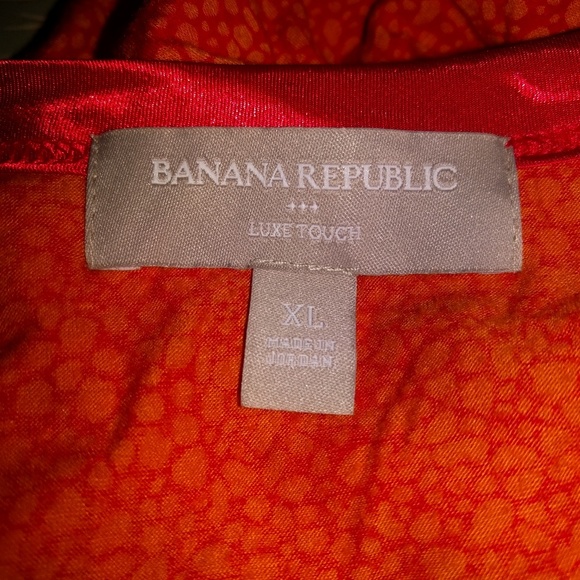 BANANA REPUBLIC
+++
LUXE TOUCH
XL
MADE IN
JORDAN